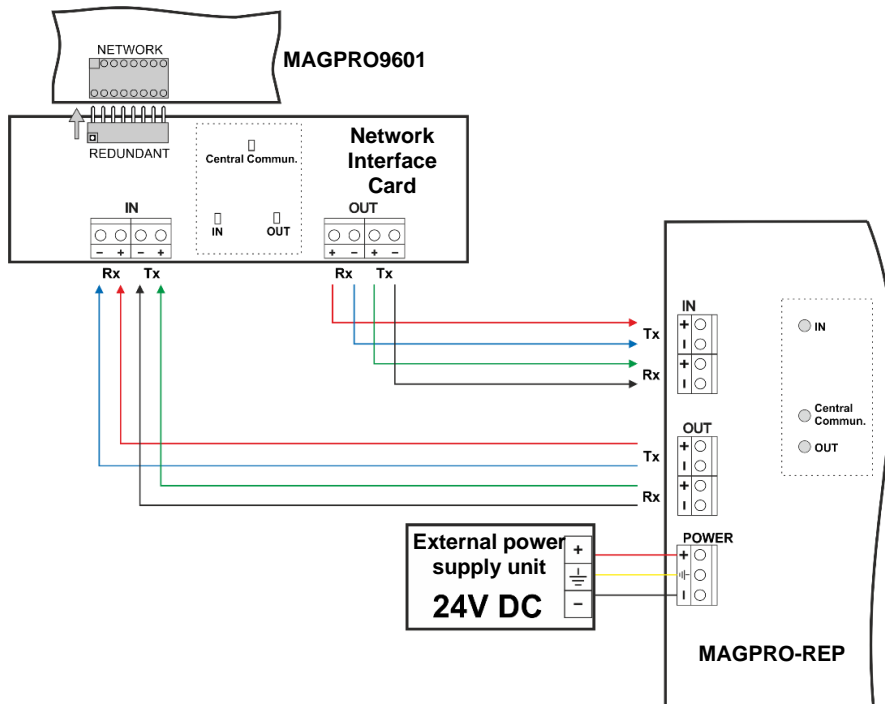 NETWORK
MAGPRO9601
REDUNDANT
Central Commun.
Network
Interface
Card
IN
OUT
IN
OUT
– + – +
+ – + –
Rx Tx
Rx Tx
IN
+
–
+
–
Tx
Rx
IN
Central
Commun.
OUT
OUT
+
–
+
–
Tx
Rx
External power
supply unit
24V DC
+
–
POWER
+
–
MAGPRO-REP